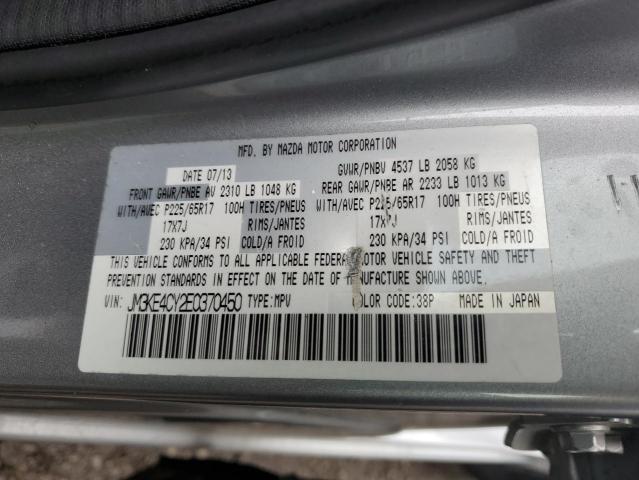 MFD. BY MAZDA MOTOR CORPORATION
DATE 07/13 GVWR/PNBV 4537 LB 2058 KG
FRONT GAWR/PNBE AV 2310 LB 1048 KG REAR GAWR/PNBE AR 2233 LB 1013 KG
WITH/AVEC P225/65R17 100H TIRES/PNEUS WITH/AVEC P225/65R17 100H TIRES/PNEUS
17X7J RIMS/JANTES 17X7J RIMS/JANTES
230 KPA/34 PSI COLD/A FROID 230 KPA/34 PSI COLD/A FROID
THIS VEHICLE CONFORMS TO ALL APPLICABLE FEDERAL MOTOR VEHICLE SAFETY AND THEFT
PREVENTION STANDARDS IN EFFECT ON THE DATE OF MANUFACTURE SHOWN ABOVE.
VIN: JM3KE4CY2E0370450 TYPE:MPV COLOR CODE:38P MADE IN JAPAN